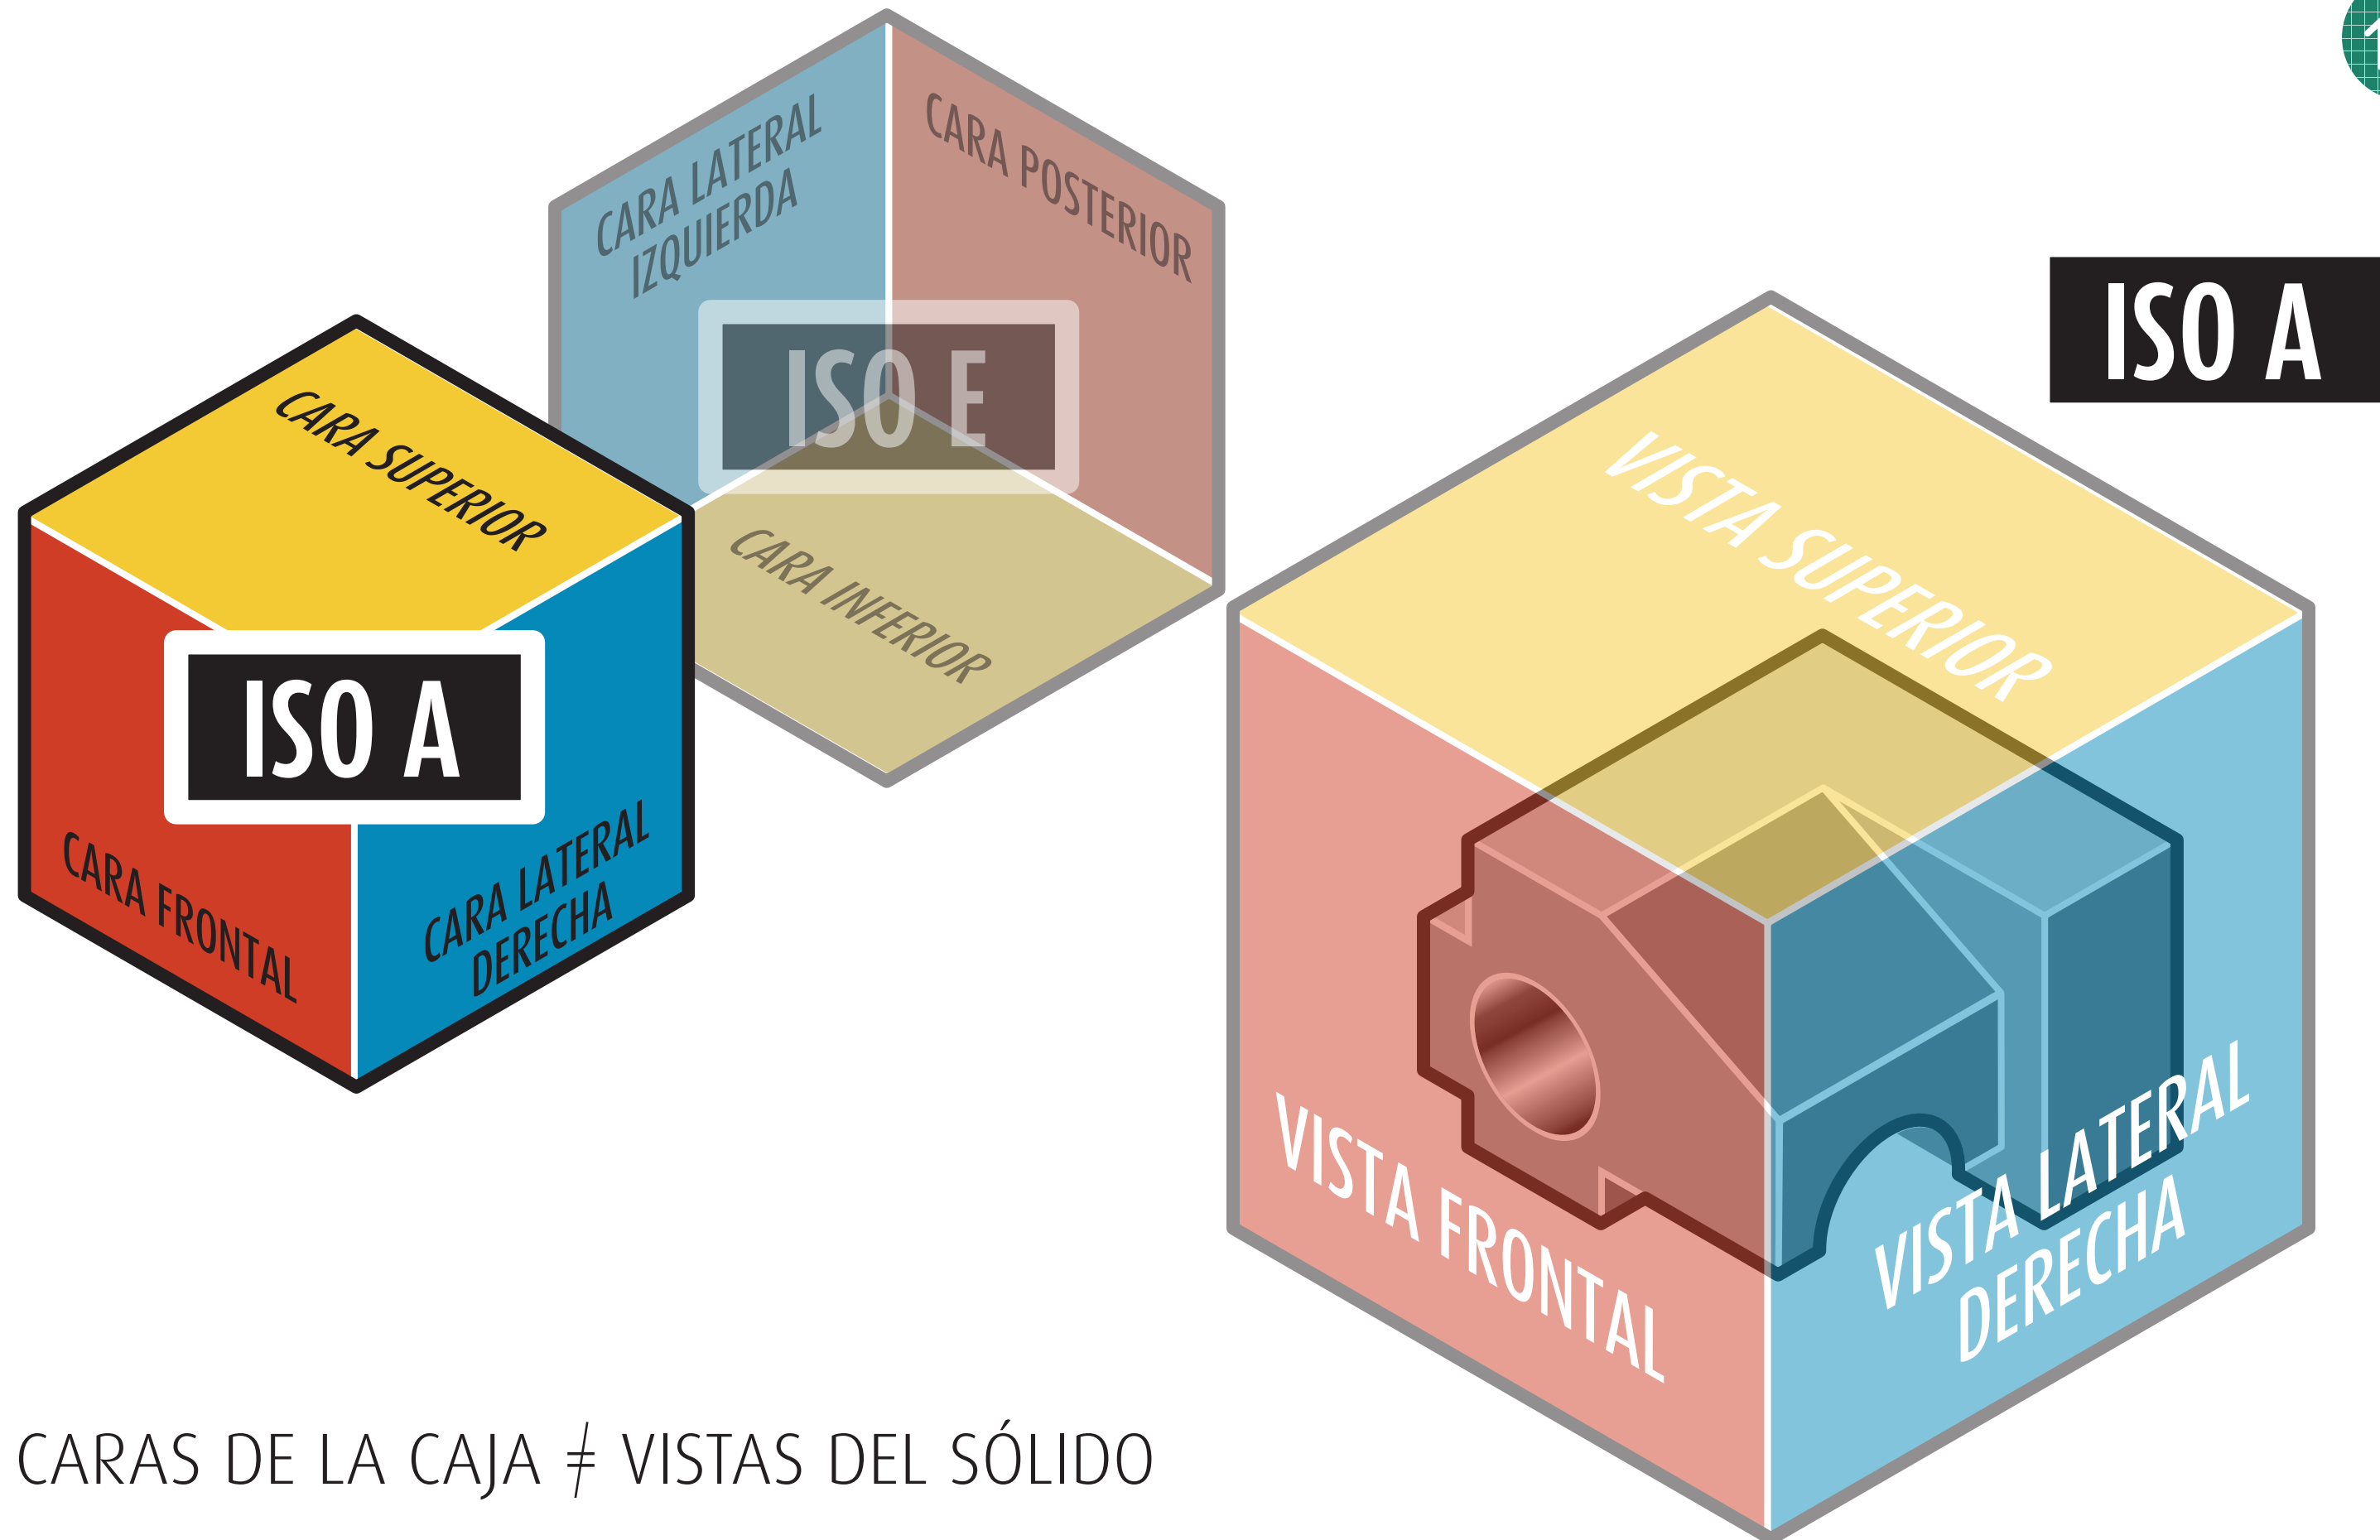 CARA LATERAL
IZQUIERDA
CARA POSTERIOR
ISO E
CARA INFERIOR
CARA SUPERIOR
ISO A
CARA FRONTAL
CARA LATERAL
DERECHA
ISO A
VISTA SUPERIOR
VISTA FRONTAL
VISTA LATERAL
DERECHA
CARAS DE LA CAJA ≠ VISTAS DEL SÓLIDO